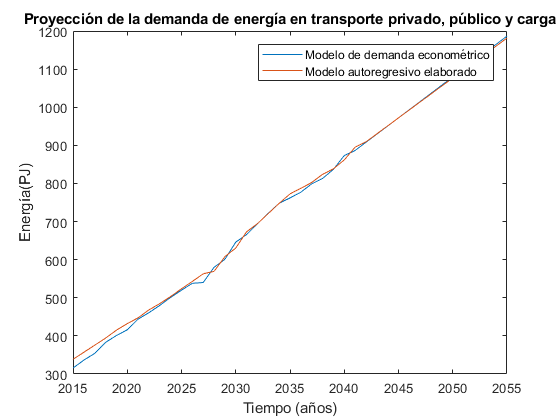 Proyección de la demanda de energía en transporte privado, público y carga
1200
1100
1000
900
800
700
600
500
400
300
Energía(PJ)
Modelo de demanda econométrico
Modelo autoregresivo elaborado
2015 2020 2025 2030 2035 2040 2045 2050 2055
Tiempo (años)